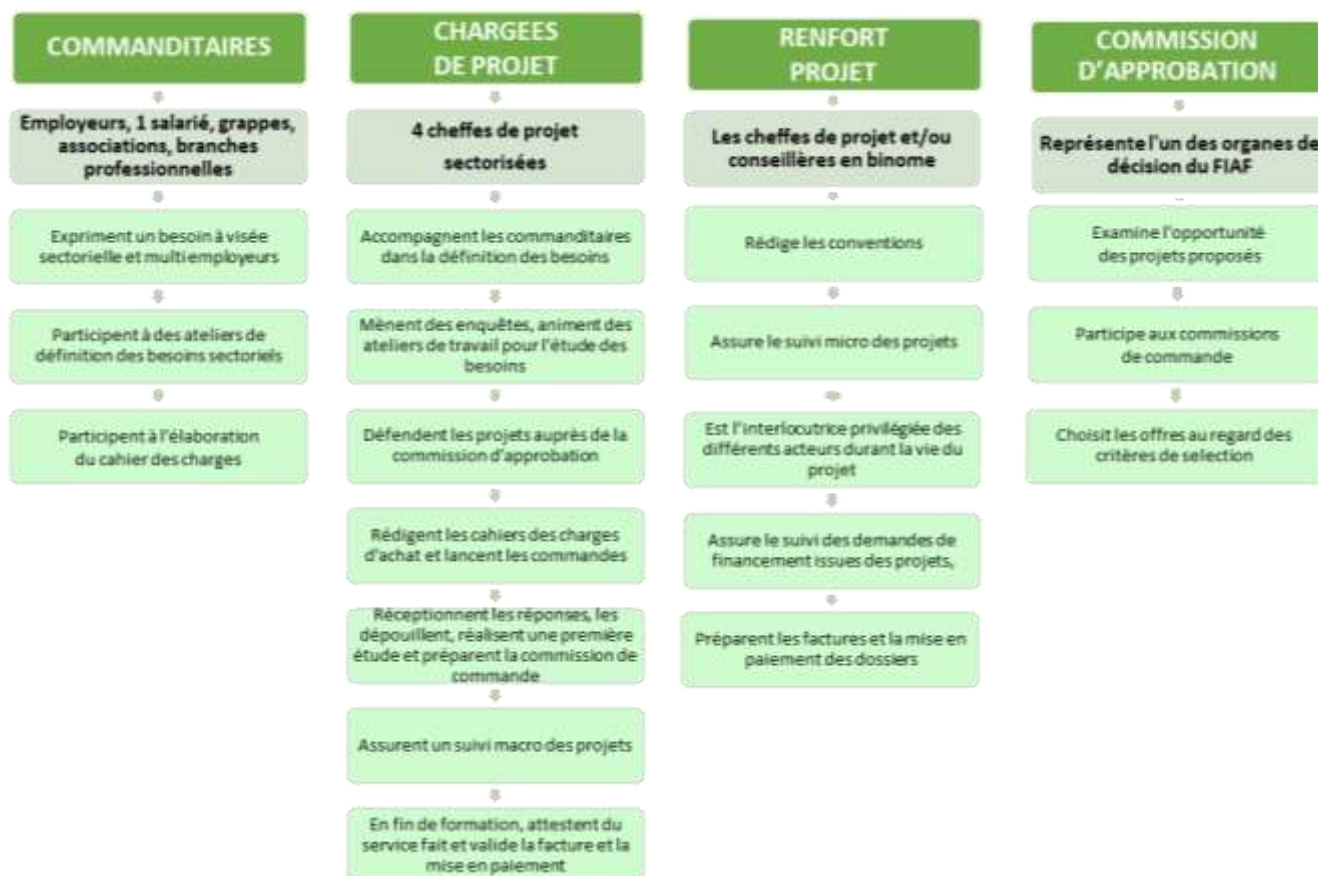 COMMANDITAIRES
Employeurs, 1 salarié, grappes,
associations, branches
professionnelles
Expriment un besoin à visée
sectorielle et multi employeurs
Participent à des ateliers de
définition des besoins sectoriels
Participent à l'élaboration
du cahier des charges
CHARGEES
DE PROJET
4 cheffes de projet
sectorisées
Accompagnent les commanditaires
dans la définition des besoins
Mènent des enquêtes, animent des
ateliers de travail pour l'étude des
besoins
Défendent les projets auprès de la
commission d'approbation
Rédigent les cahiers des charges
d'achat et lancent les commandes
Réceptionnent les réponses, les
dépouillent, réalisent une première
étude et préparent la commission de
commande
Assurent un suivi macro des projets
En fin de formation, attestent du
service fait et valide la facture et la
mise en paiement
RENFORT
PROJET
Les cheffes de projet et/ou
conseillères en binome
Rédige les conventions
Assure le suivi micro des projets
Est l'interlocutrice privilégiée des
différents acteurs durant la vie du
projet
Assure le suivi des demandes de
financement issues des projets,
Préparent les factures et la mise en
paiement des dossiers
COMMISSION
D'APPROBATION
Représente l'un des organes de
décision du FIAF
Examine l'opportunité
des projets proposés
Participe aux commissions
de commande
Choisit les offres au regard des
critères de selection